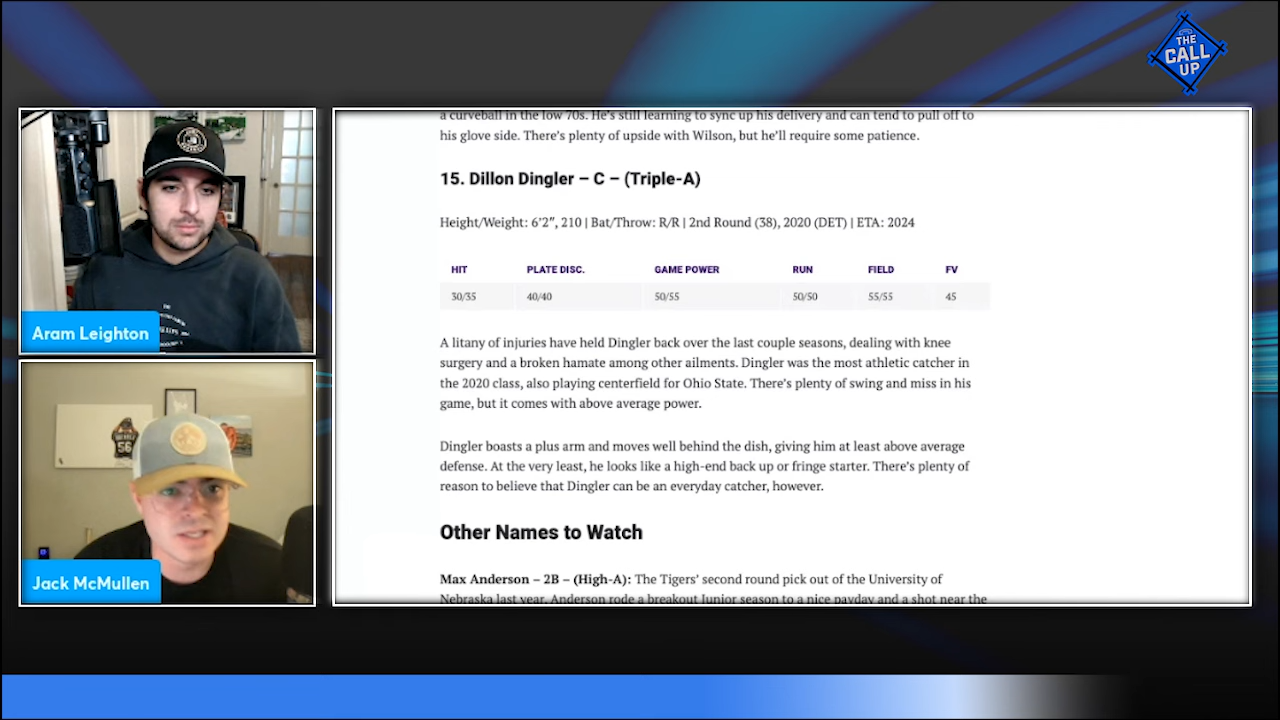 THE
CALL
UP
a curveball in the low 70s. He's still learning to sync up his delivery and can tend to pull off to
his glove side. There's plenty of upside with Wilson, but he'll require some patience.
15. Dillon Dingler – C – (Triple-A)
Height/Weight: 6'2″, 210 | Bat/Throw: R/R | 2nd Round (38), 2020 (DET) | ETA: 2024
HIT PLATE DISC. GAME POWER RUN FIELD FV
30/35 40/40 50/55 50/50 55/55 45
A litany of injuries have held Dingler back over the last couple seasons, dealing with knee
surgery and a broken hamate among other ailments. Dingler was the most athletic catcher in
the 2020 class, also playing centerfield for Ohio State. There's plenty of swing and miss in his
game, but it comes with above average power.
Dingler boasts a plus arm and moves well behind the dish, giving him at least above average
defense. At the very least, he looks like a high-end back up or fringe starter. There's plenty of
reason to believe that Dingler can be an everyday catcher, however.
Other Names to Watch
Max Anderson – 2B – (High-A): The Tigers' second round pick out of the University of
Nebraska last year, Anderson rode a breakout Junior season to a nice payday and a shot near the
Aram Leighton
56
Jack McMullen